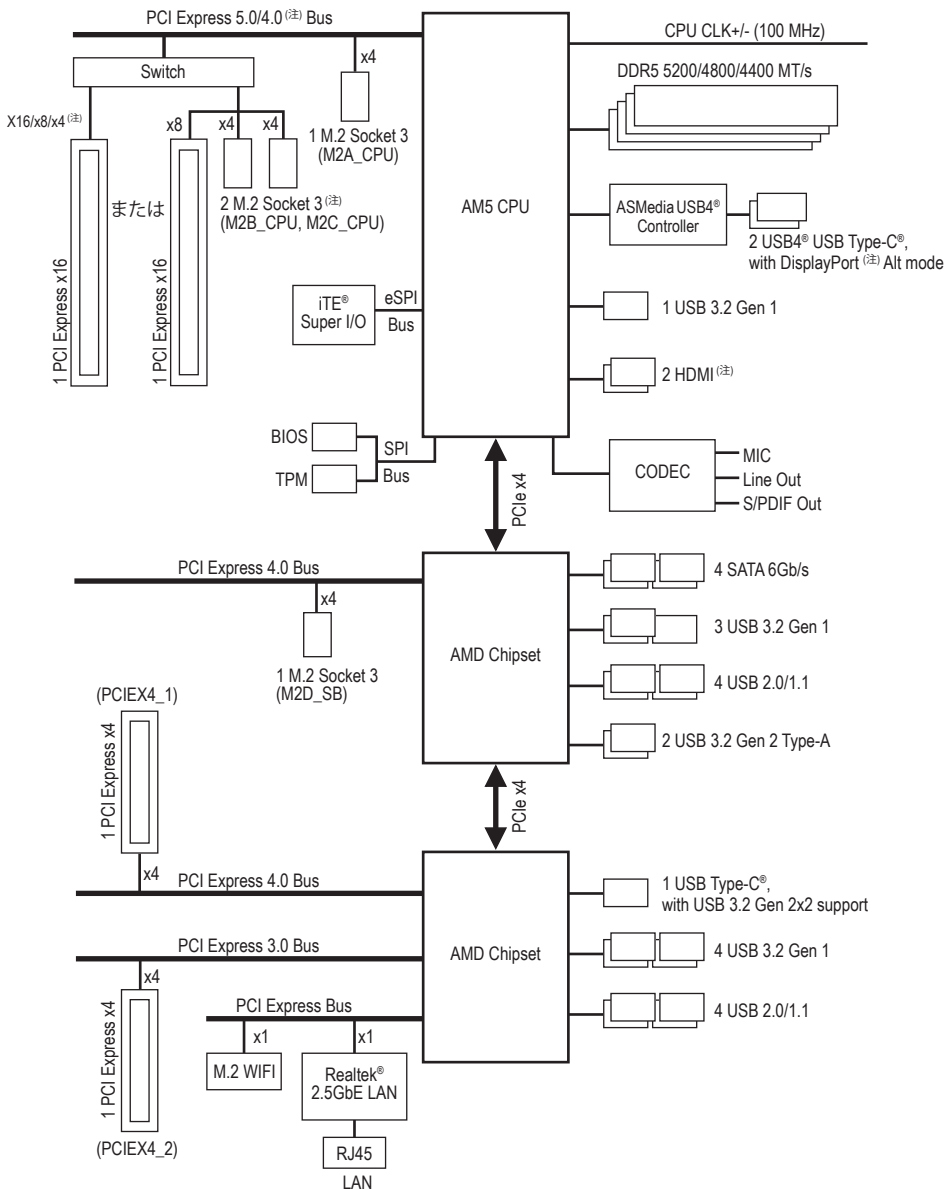 PCI Express 5.0/4.0 (注) Bus
CPU CLK+/- (100 MHz)
x4
Switch
DDR5 5200/4800/4400 MT/s
X16/x8/x4 (注)
x8
x4
x4
1 M.2 Socket 3
(M2A_CPU)
1 PCI Express x16
または
1 PCI Express x16
2 M.2 Socket 3 (注)
(M2B_CPU, M2C_CPU)
AM5 CPU
ASMedia USB4®
Controller
2 USB4® USB Type-C®,
with DisplayPort (注) Alt mode
iTE®
Super I/O
eSPI
Bus
1 USB 3.2 Gen 1
2 HDMI (注)
BIOS
TPM
SPI
Bus
PCIe x4
CODEC
MIC
Line Out
S/PDIF Out
PCI Express 4.0 Bus
x4
1 M.2 Socket 3
(M2D_SB)
AMD Chipset
4 SATA 6Gb/s
3 USB 3.2 Gen 1
4 USB 2.0/1.1
2 USB 3.2 Gen 2 Type-A
(PCIEX4_1)
1 PCI Express x4
x4
PCIe x4
PCI Express 4.0 Bus
1 USB Type-C®,
with USB 3.2 Gen 2x2 support
PCI Express 3.0 Bus
AMD Chipset
4 USB 3.2 Gen 1
x4
1 PCI Express x4
(PCIEX4_2)
PCI Express Bus
4 USB 2.0/1.1
x1
x1
M.2 WIFI
Realtek®
2.5GbE LAN
RJ45
LAN